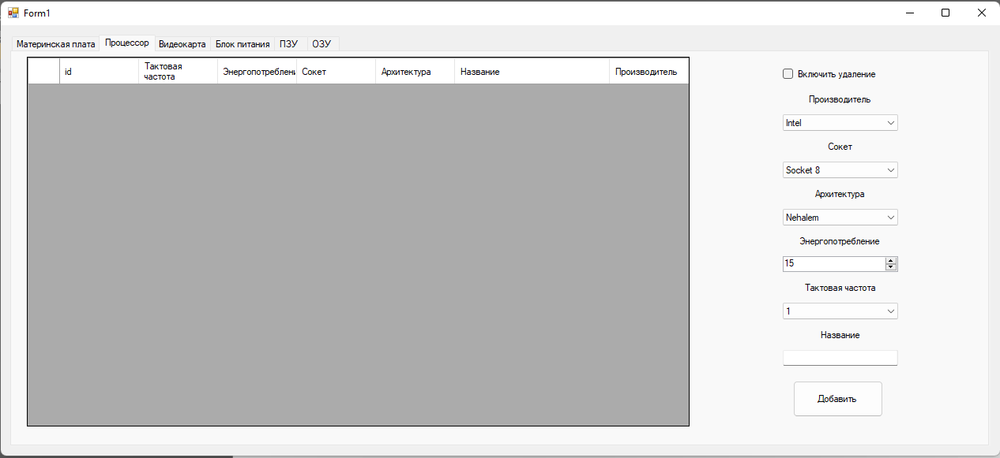 Form1
Материнская плата Процессор Видеокарта Блок питания ПЗУ ОЗУ
id Тактовая частота Энергопотреблени Сокет Архитектура Название Производитель
Включить удаление
Производитель
Intel
Сокет
Socket 8
Архитектура
Nehalem
Энергопотребление
15
Тактовая частота
1
Название
Добавить